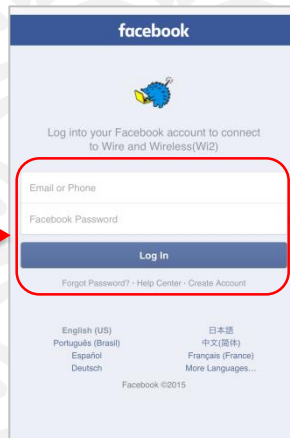 facebook
Log into your Facebook account to connect
to Wire and Wireless(Wi2)
Email or Phone
Facebook Password
Log In
Forgot Password? · Help Center · Create Account
English (US)
日本語
Português (Brasil)
中文(简体)
Español
Français (France)
Deutsch
More Languages...
Facebook ©2015